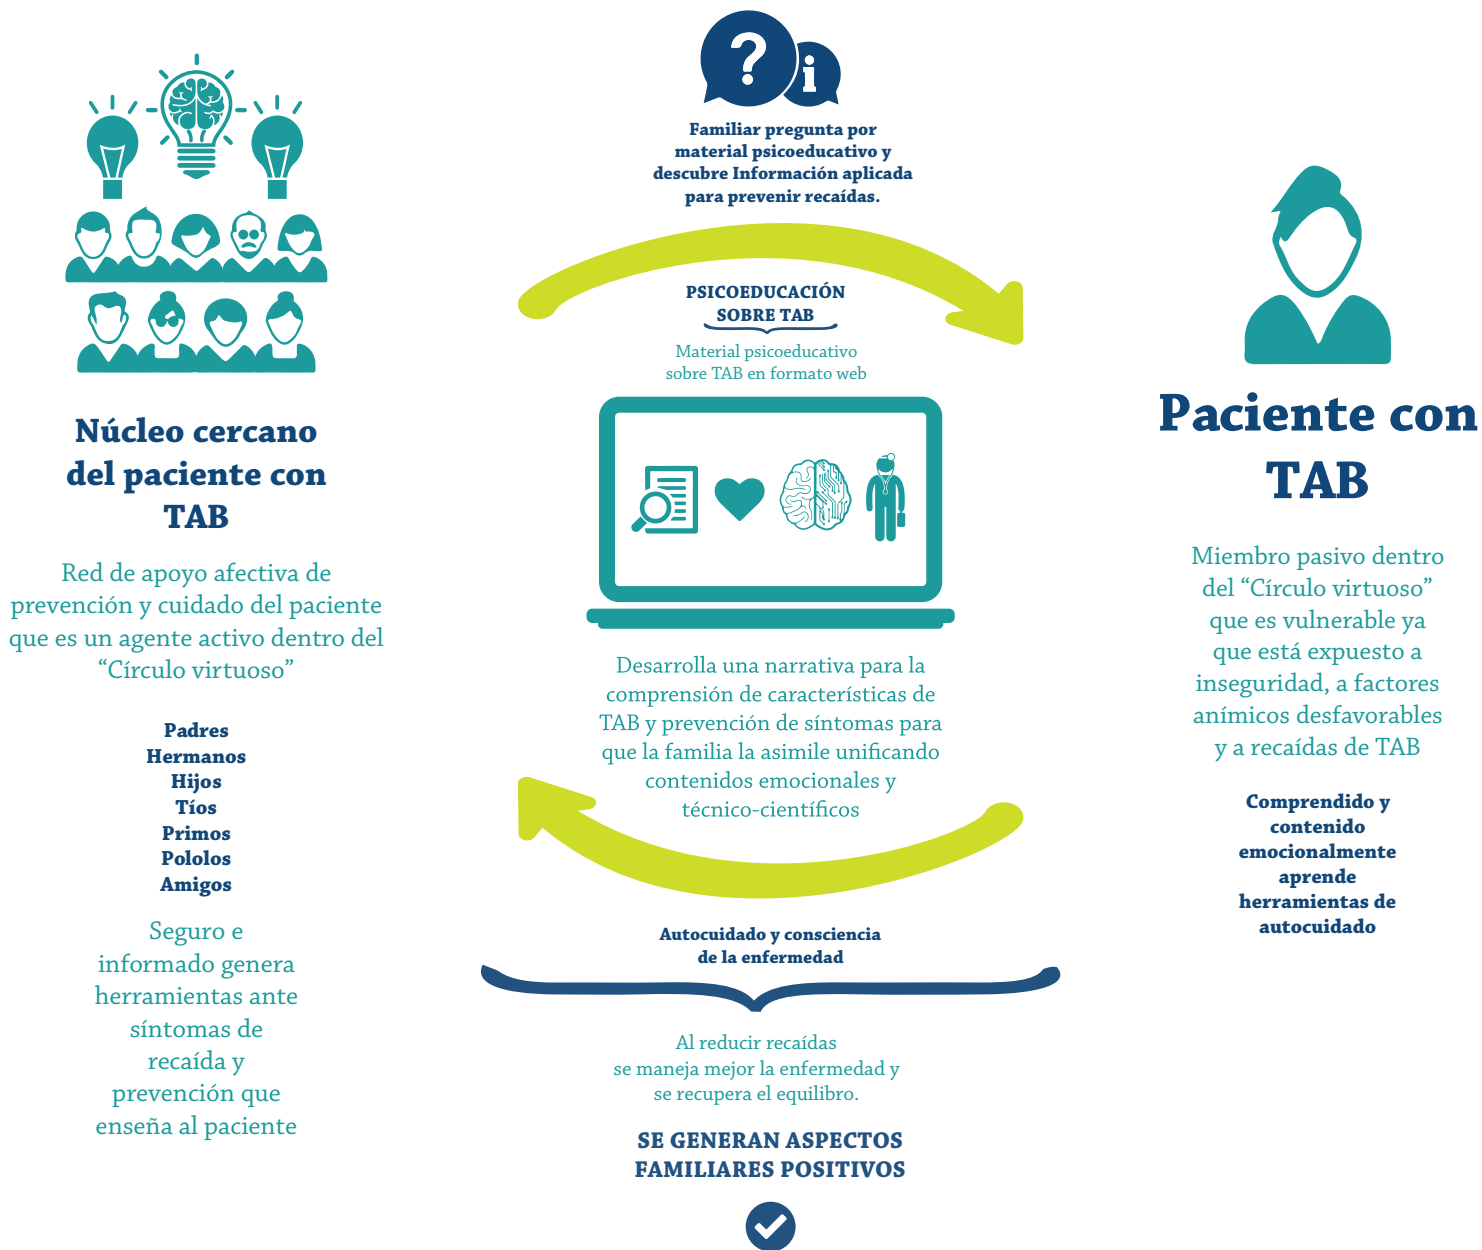 Núcleo cercano
del paciente con
TAB
Red de apoyo afectiva de
prevención y cuidado del paciente
que es un agente activo dentro del
“Círculo virtuoso”
Padres
Hermanos
Hijos
Tíos
Primos
Pololos
Amigos
Seguro e
informado genera
herramientas ante
síntomas de
recaída y
prevención que
enseña al paciente
? i
Familiar pregunta por
material psicoeducativo y
descubre Información aplicada
para prevenir recaídas.
PSICOEDUCACIÓN
SOBRE TAB
Material psicoeducativo
sobre TAB en formato web
Desarrolla una narrativa para la
comprensión de características de
TAB y prevención de síntomas para
que la familia la asimile unificando
contenidos emocionales y
técnico-científicos
Autocuidado y consciencia
de la enfermedad
Al reducir recaídas
se maneja mejor la enfermedad y
se recupera el equilibro.
SE GENERAN ASPECTOS
FAMILIARES POSITIVOS
Paciente con
TAB
Miembro pasivo dentro
del “Círculo virtuoso”
que es vulnerable ya
que está expuesto a
inseguridad, a factores
anímicos desfavorables
y a recaídas de TAB
Comprendido y
contenido
emocionalmente
aprende
herramientas de
autocuidado